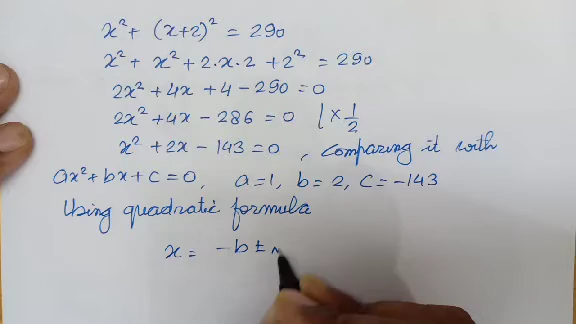 x² + (x+2)² = 290
x² + x² + 2.x.2 + 2² = 290
2x² + 4x + 4 - 290 = 0
2x² + 4x - 286 = 0 | × 1/2
x² + 2x - 143 = 0 , comparing it with
ax² + bx + c = 0, a=1, b=2, c=-143
Using quadratic formula
x = -b ±